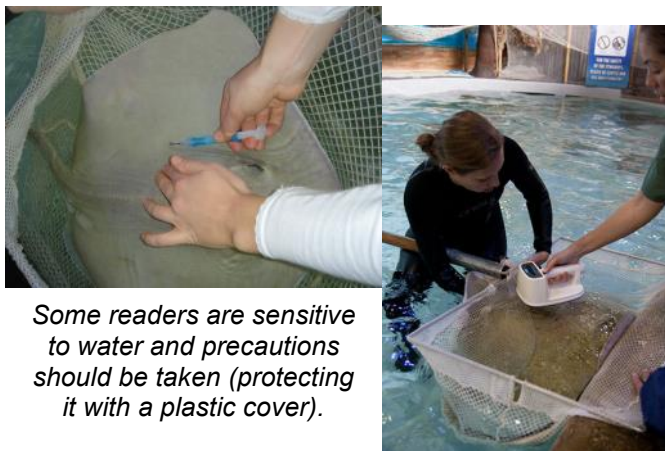 Some readers are sensitive
to water and precautions
should be taken (protecting
it with a plastic cover).